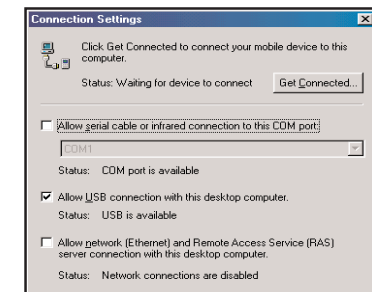 Connection Settings
Click Get Connected to connect your mobile device to this
computer.
Status: Waiting for device to connect
Get Connected...
Allow serial cable or infrared connection to this COM port:
COM1
Status: COM port is available
Allow USB connection with this desktop computer.
Status: USB is available
Allow network (Ethernet) and Remote Access Service (RAS)
server connection with this desktop computer.
Status: Network connections are disabled